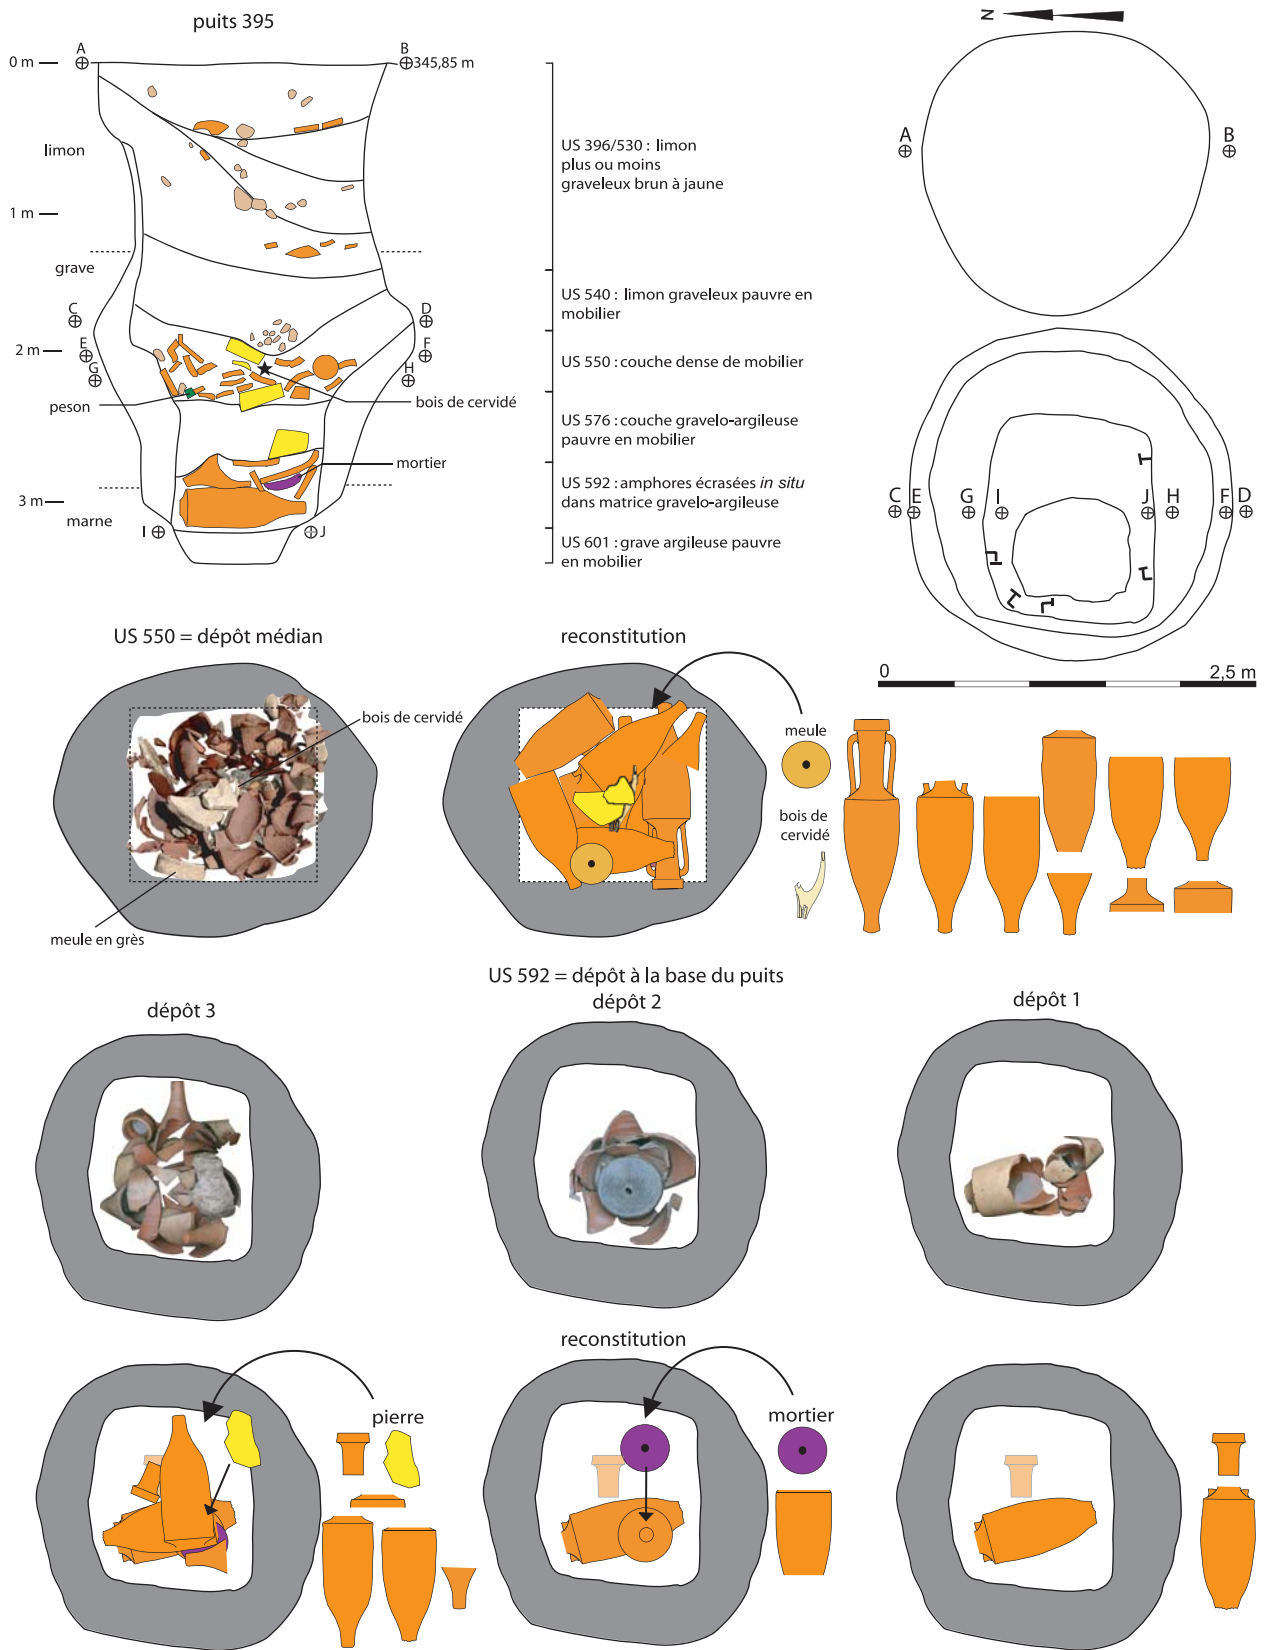 puits 395
A
B
0 m
345,85 m
limon
1 m
grave
C
D
2 m
E
F
G
H
peson
bois de cervidé
mortier
3 m
marne
I
J
US 396/530 : limon
plus ou moins
graveleux brun à jaune
US 540 : limon graveleux pauvre en
mobilier
US 550 : couche dense de mobilier
US 576 : couche gravelo-argileuse
pauvre en mobilier
US 592 : amphores écrasées in situ
dans matrice gravelo-argileuse
US 601 : grave argileuse pauvre
en mobilier
N
A
B
C E G I J H F D
0 2,5 m
US 550 = dépôt médian
bois de cervidé
meule en grès
reconstitution
meule
bois de
cervidé
US 592 = dépôt à la base du puits
dépôt 3
dépôt 2
dépôt 1
reconstitution
pierre
mortier